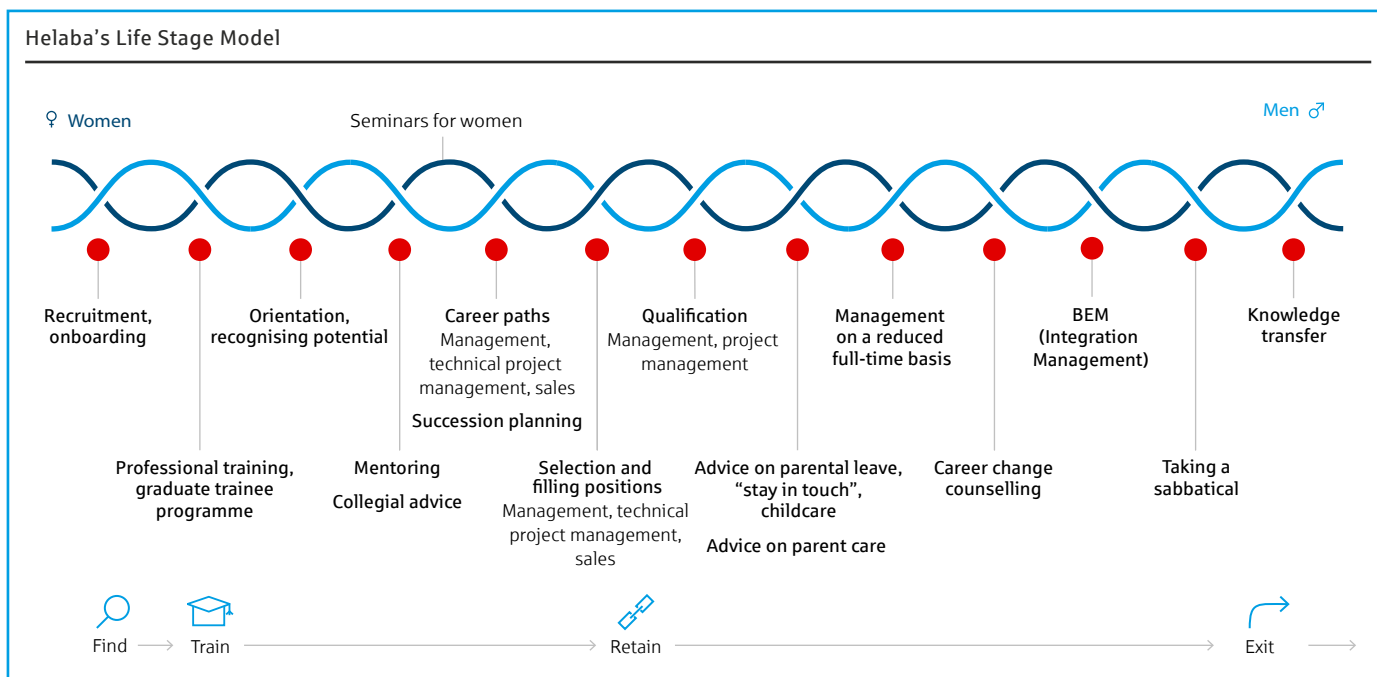 Helaba’s Life Stage Model
♀ Women
Seminars for women
Men ♂
Recruitment,
onboarding
Orientation,
recognising potential
Career paths
Management,
technical project
management, sales
Succession planning
Qualification
Management, project
management
Management
on a reduced
full-time basis
BEM
(Integration
Management)
Knowledge
transfer
Professional training,
graduate trainee
programme
Mentoring
Collegial advice
Selection and
filling positions
Management, technical
project management,
sales
Advice on parental leave,
“stay in touch”,
childcare
Advice on parent care
Career change
counselling
Taking a
sabbatical
Find
Train
Retain
Exit